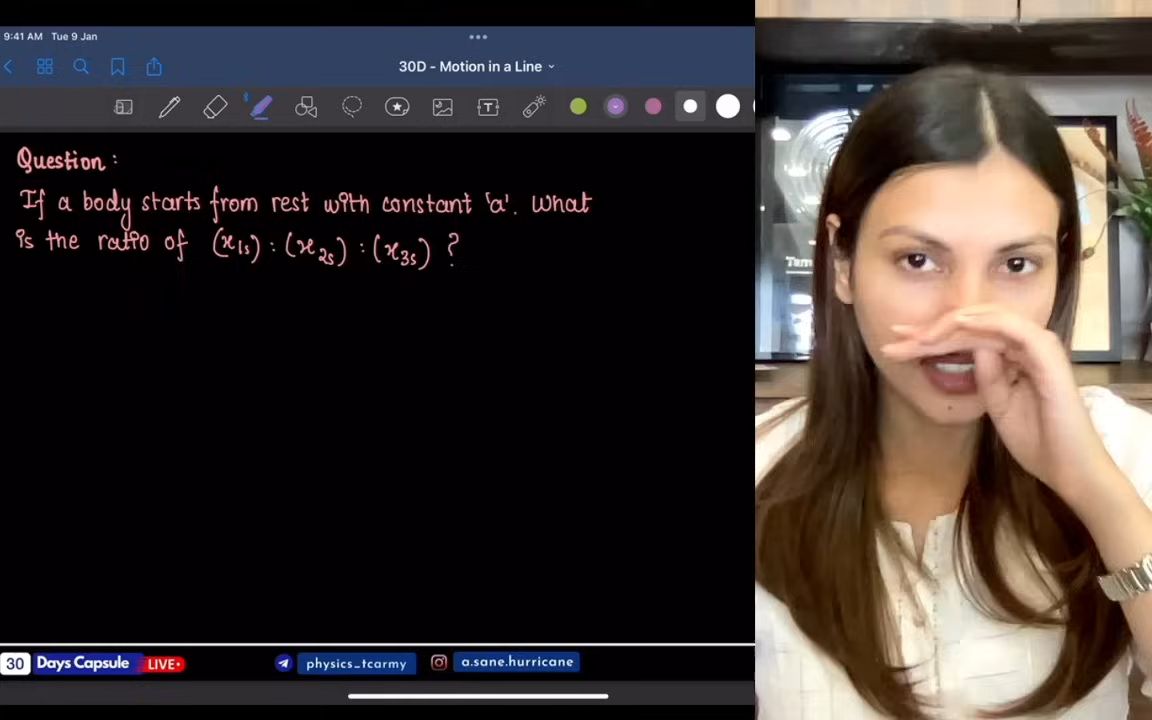 9:41 AM Tue 9 Jan
30D - Motion in a Line
T
Question:
If a body starts from rest with constant 'a'. What
is the ratio of (x₁ₛ) : (x₂ₛ) : (x₃ₛ) ?
30 Days Capsule LIVE
physics_tcarmy
a.sane.hurricane